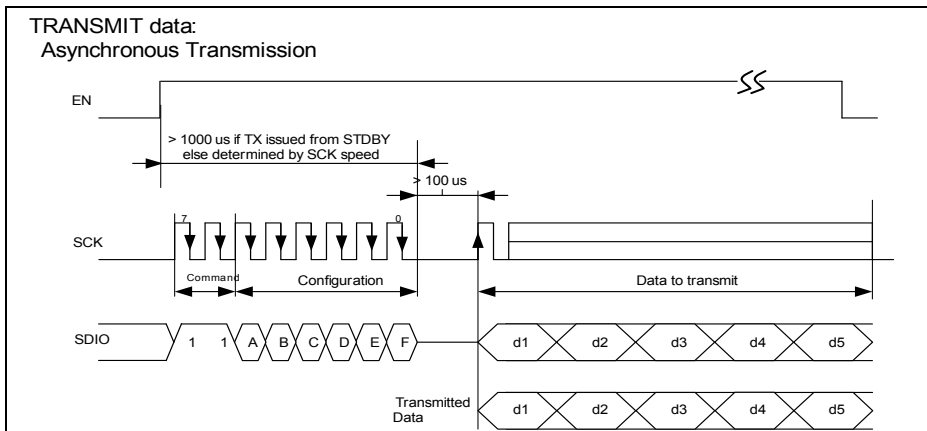 TRANSMIT data:
Asynchronous Transmission
EN
> 1000 us if TX issued from STDBY
else determined by SCK speed
> 100 us
7
0
SCK
Command
Configuration
Data to transmit
SDIO
1 1 A B C D E F d1 d2 d3 d4 d5
Transmitted
Data
d1 d2 d3 d4 d5